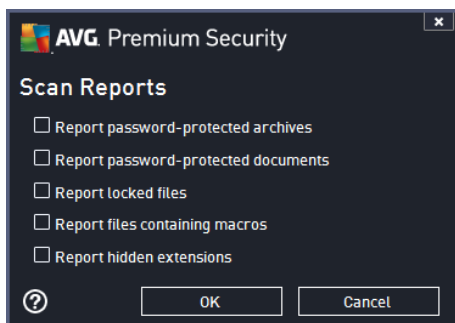 AVG. Premium Security
Scan Reports
Report password-protected archives
Report password-protected documents
Report locked files
Report files containing macros
Report hidden extensions
? OK Cancel